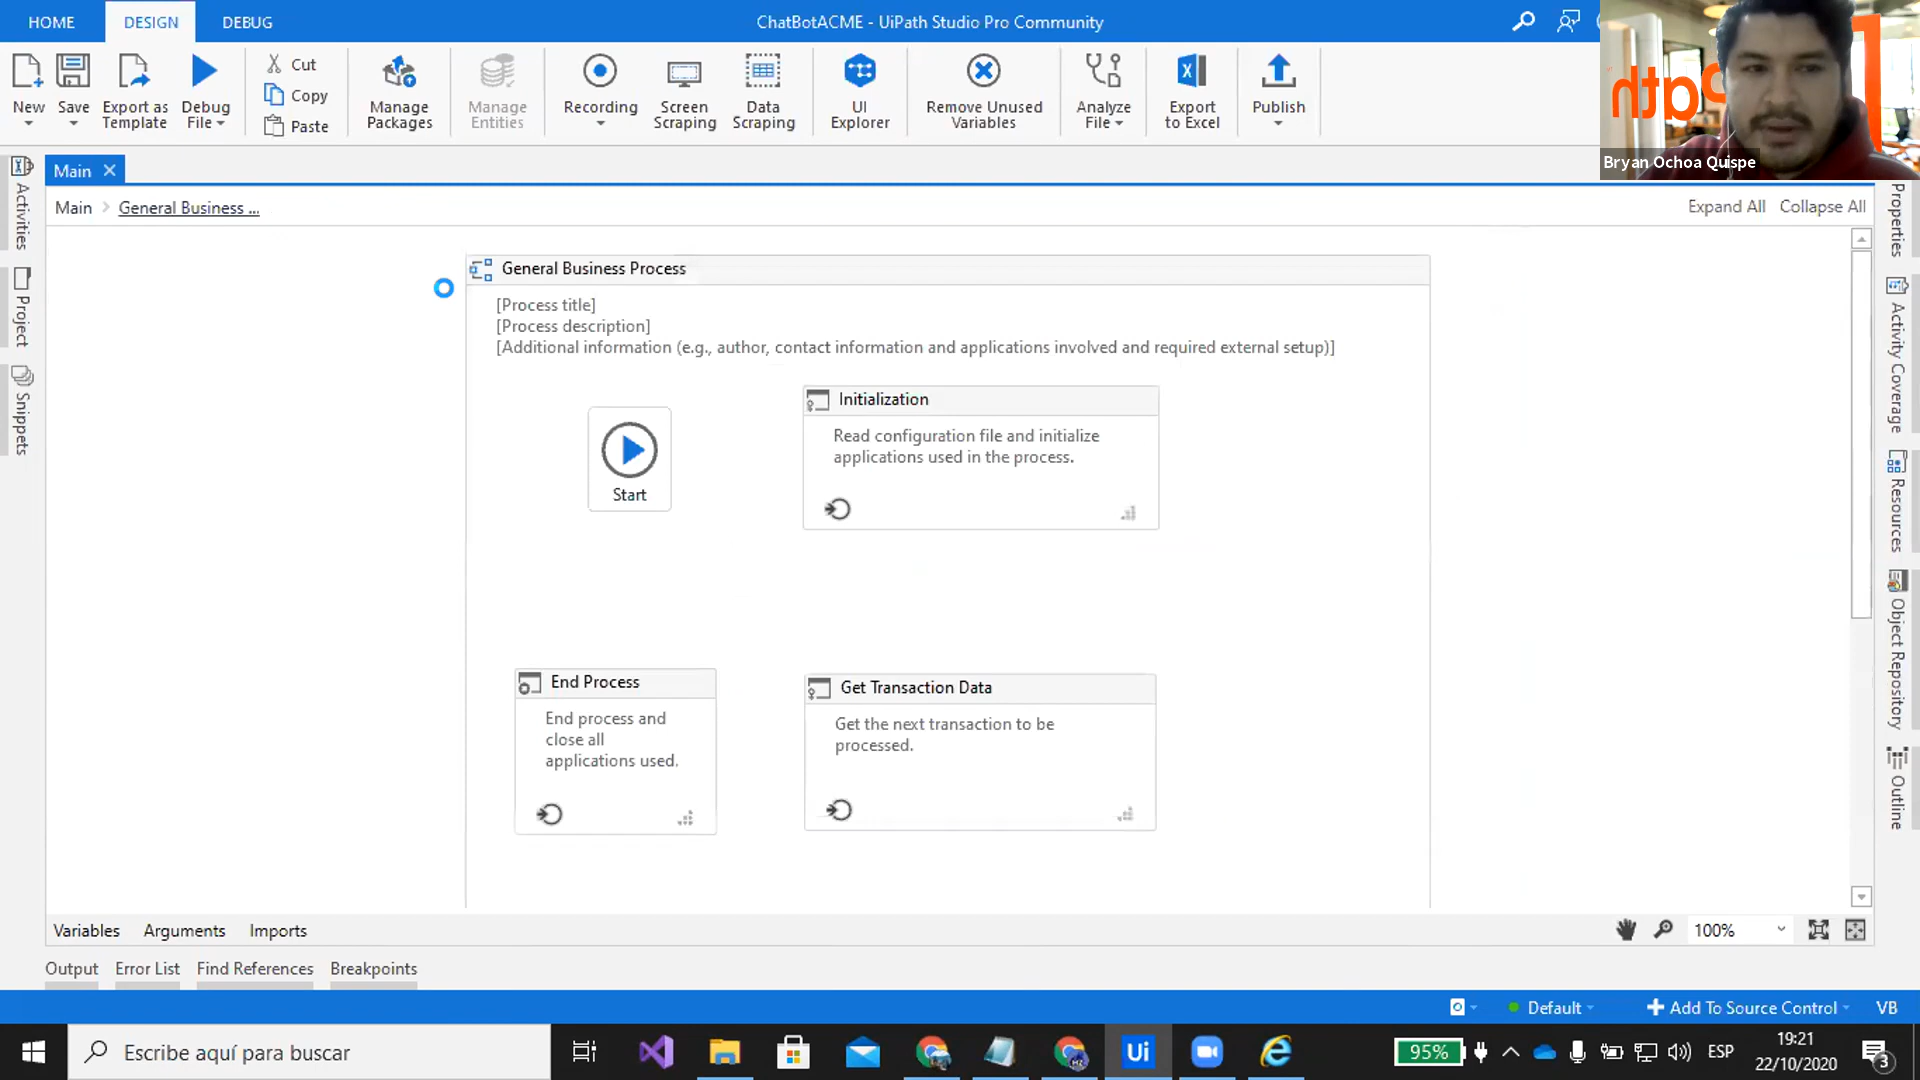 HOME DESIGN DEBUG
ChatBotACME - UiPath Studio Pro Community
New
Save
Export as
Template
Debug
File
Cut
Copy
Paste
Manage
Packages
Manage
Entities
Recording
Screen
Scraping
Data
Scraping
UI
Explorer
Remove Unused
Variables
Analyze
File
Export
to Excel
Publish
Bryan Ochoa Quispe
Main
Main General Business ...
Expand All Collapse All
Activities
Project
Snippets
General Business Process
[Process title]
[Process description]
[Additional information (e.g., author, contact information and applications involved and required external setup)]
Start
Initialization
Read configuration file and initialize
applications used in the process.
End Process
End process and
close all
applications used.
Get Transaction Data
Get the next transaction to be
processed.
Properties
Activity Coverage
Resources
Object Repository
Outline
Variables Arguments Imports
100%
Output Error List Find References Breakpoints
Default
Add To Source Control
VB
Escribe aquí para buscar
Ui
95%
ESP
19:21
22/10/2020
3